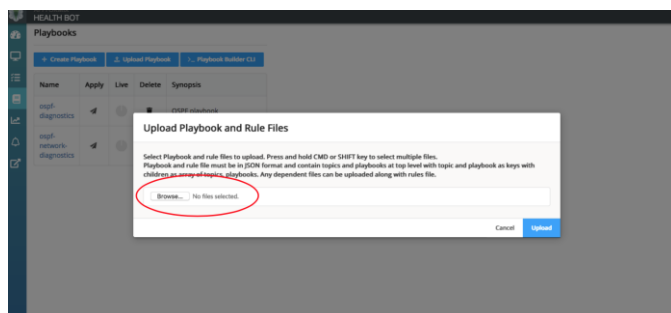 HEALTH BOT
Playbooks
+ Create Playbook
Upload Playbook
>_ Playbook Builder CLI
Name Apply Live Delete Synopsis
ospf-
diagnostics
OSPF playbook
ospf-
network-
diagnostics
Upload Playbook and Rule Files
Select Playbook and rule files to upload. Press and hold CMD or SHIFT key to select multiple files.
Playbook and rule file must be in JSON format and contain topics and playbooks at top level with topic and playbook as keys with
children as array of topics, playbooks. Any dependent files can be uploaded along with rules file.
Browse... No files selected.
Cancel Upload